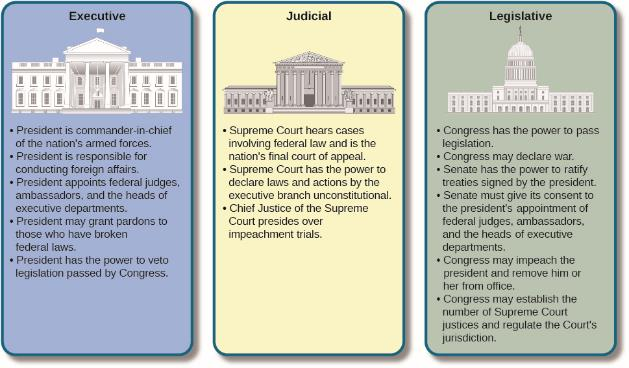 Executive
• President is commander-in-chief
of the nation's armed forces.
• President is responsible for
conducting foreign affairs.
• President appoints federal judges,
ambassadors, and the heads of
executive departments.
• President may grant pardons to
those who have broken
federal laws.
• President has the power to veto
legislation passed by Congress.
Judicial
• Supreme Court hears cases
involving federal law and is the
nation's final court of appeal.
• Supreme Court has the power to
declare laws and actions by the
executive branch unconstitutional.
• Chief Justice of the Supreme
Court presides over
impeachment trials.
Legislative
• Congress has the power to pass
legislation.
• Congress may declare war.
• Senate has the power to ratify
treaties signed by the president.
• Senate must give its consent to
the president's appointment of
federal judges, ambassadors,
and the heads of executive
departments.
• Congress may impeach the
president and remove him or
her from office.
• Congress may establish the
number of Supreme Court
justices and regulate the Court's
jurisdiction.